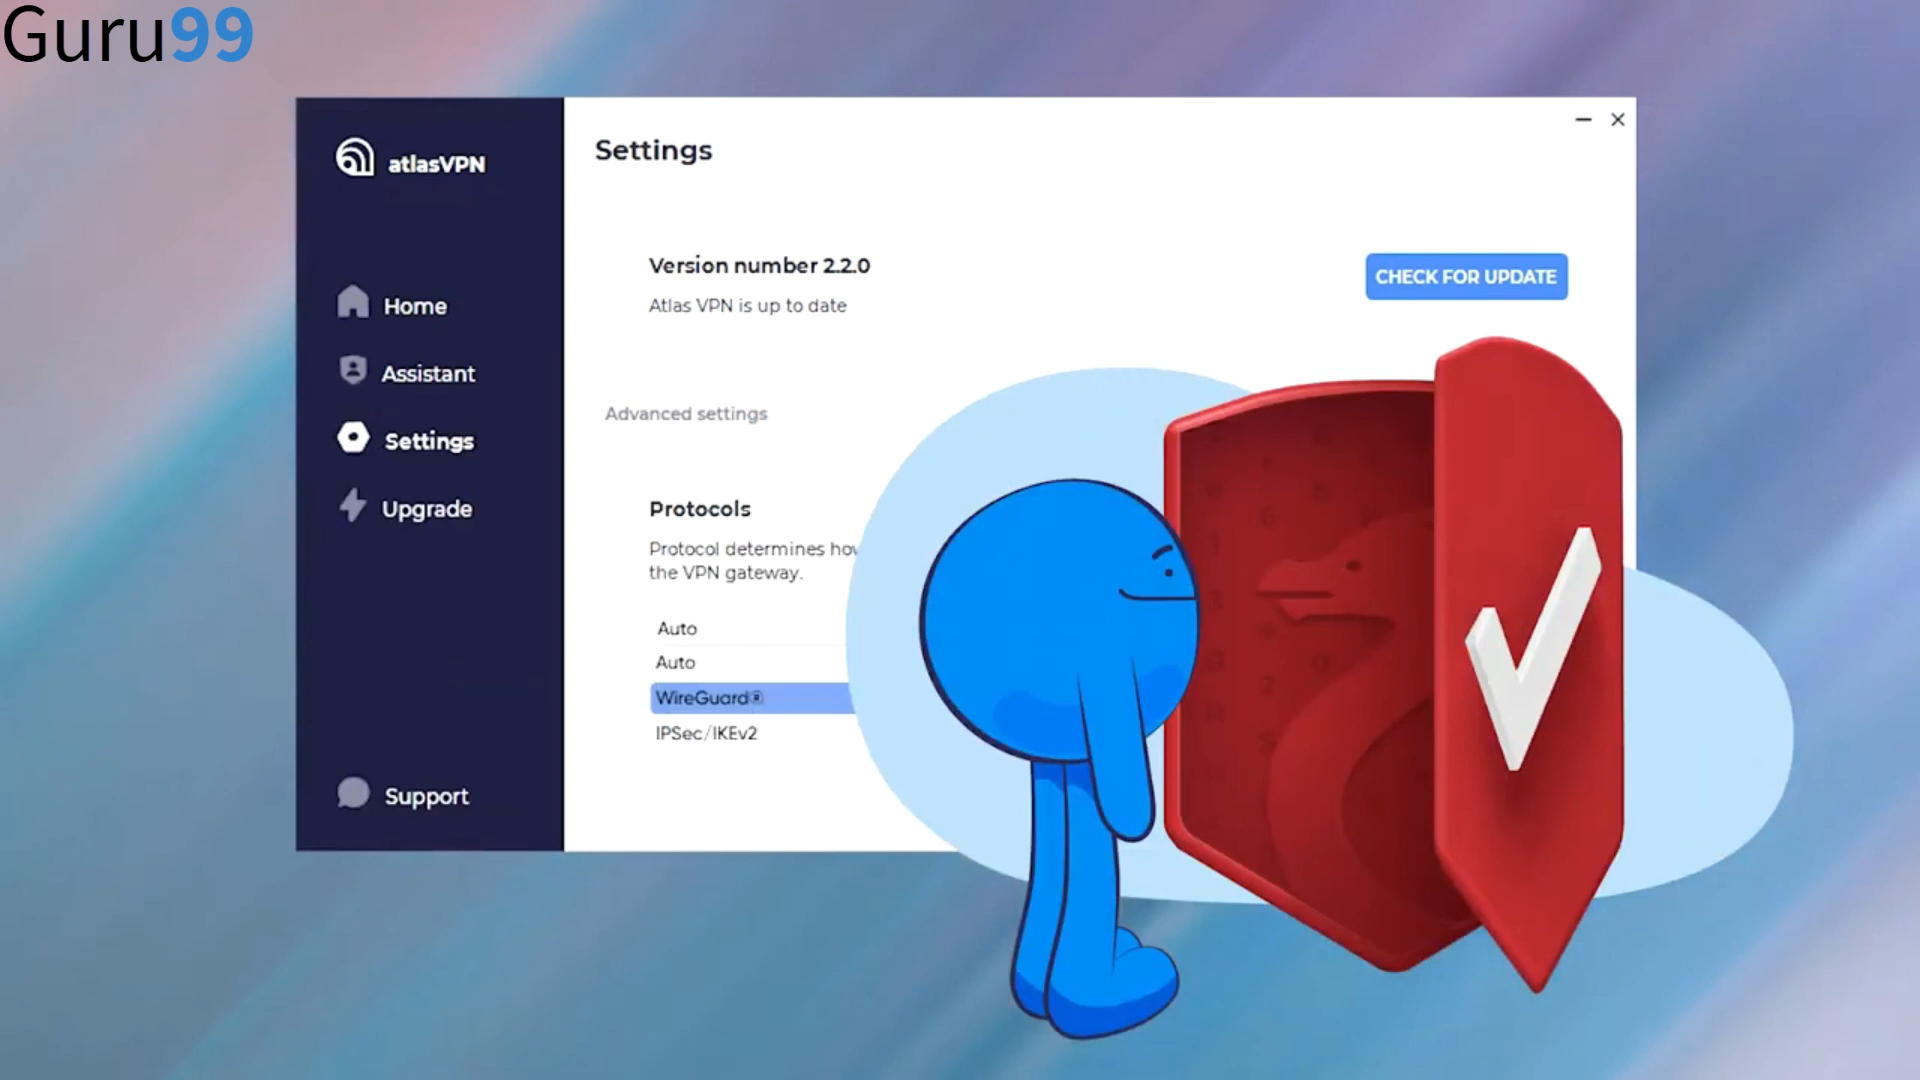 Guru99
atlasVPN
Home
Assistant
Settings
Upgrade
Support
Settings
Version number 2.2.0
Atlas VPN is up to date
CHECK FOR UPDATE
Advanced settings
Protocols
Protocol determines how
the VPN gateway.
Auto
Auto
WireGuard®
IPSec/IKEv2